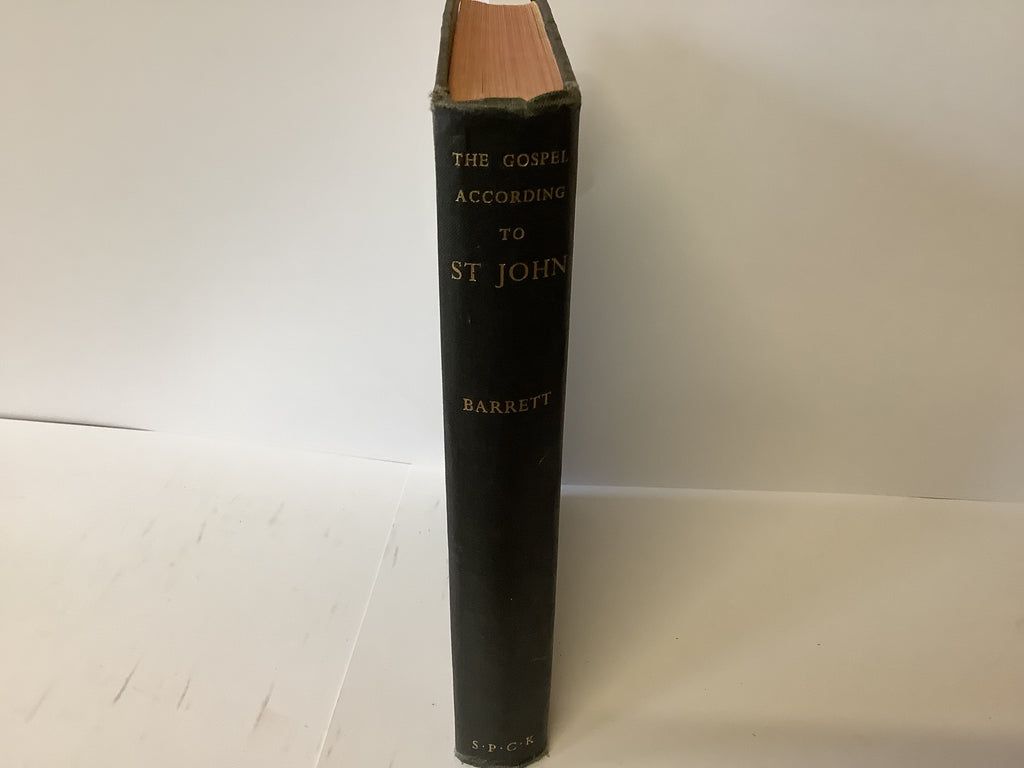 THE GOSPEL
ACCORDING
TO
ST JOHN
BARRETT
S·P·C·K